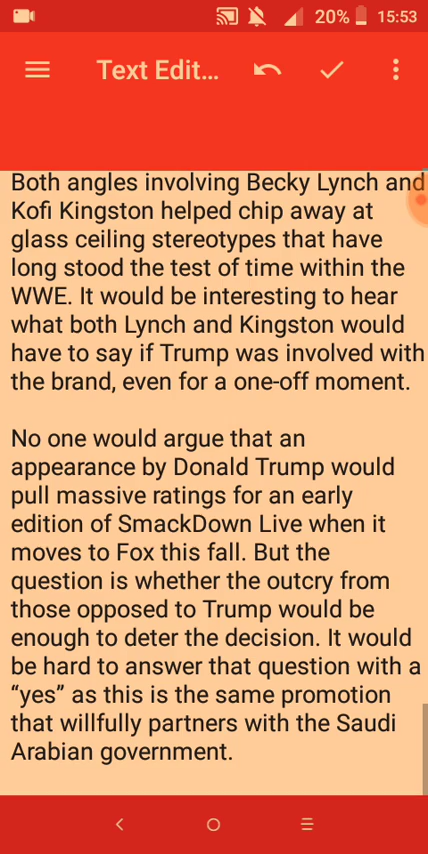 20% 15:53
Text Edit...
Both angles involving Becky Lynch and
Kofi Kingston helped chip away at
glass ceiling stereotypes that have
long stood the test of time within the
WWE. It would be interesting to hear
what both Lynch and Kingston would
have to say if Trump was involved with
the brand, even for a one-off moment.
No one would argue that an
appearance by Donald Trump would
pull massive ratings for an early
edition of SmackDown Live when it
moves to Fox this fall. But the
question is whether the outcry from
those opposed to Trump would be
enough to deter the decision. It would
be hard to answer that question with a
“yes” as this is the same promotion
that willfully partners with the Saudi
Arabian government.